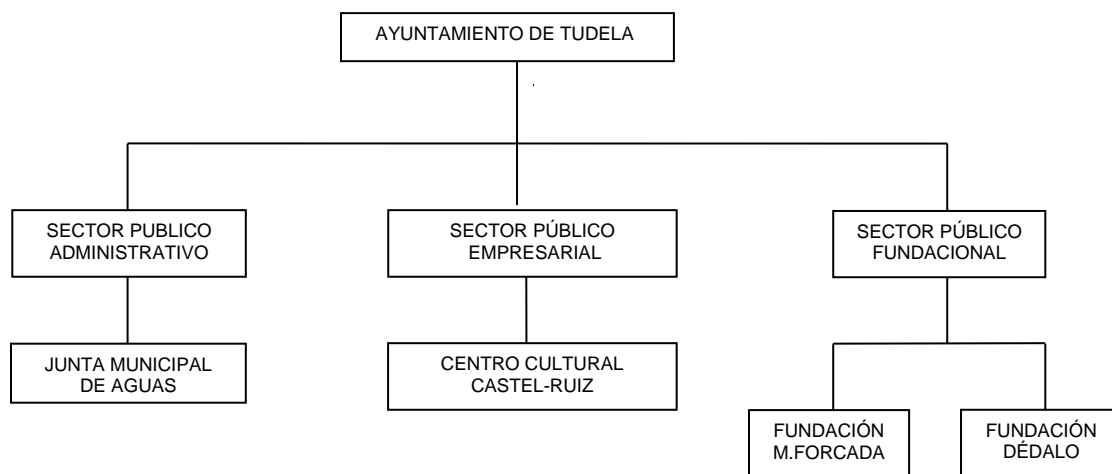 AYUNTAMIENTO DE TUDELA
SECTOR PUBLICO
ADMINISTRATIVO
SECTOR PÚBLICO
EMPRESARIAL
SECTOR PÚBLICO
FUNDACIONAL
JUNTA MUNICIPAL
DE AGUAS
CENTRO CULTURAL
CASTEL-RUIZ
FUNDACIÓN
M.FORCADA
FUNDACIÓN
DÉDALO